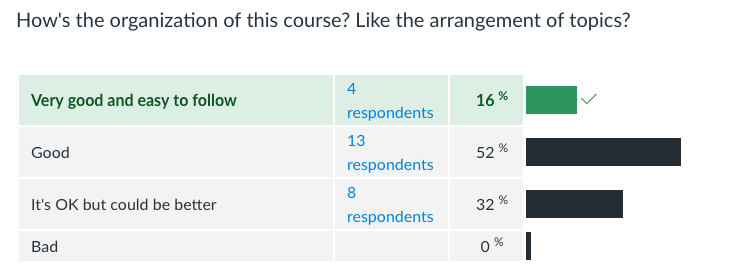 How's the organization of this course? Like the arrangement of topics?
Very good and easy to follow 4 respondents 16 %
Good 13 respondents 52 %
It's OK but could be better 8 respondents 32 %
Bad 0 %